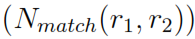 (N_{match}(r_1, r_2))